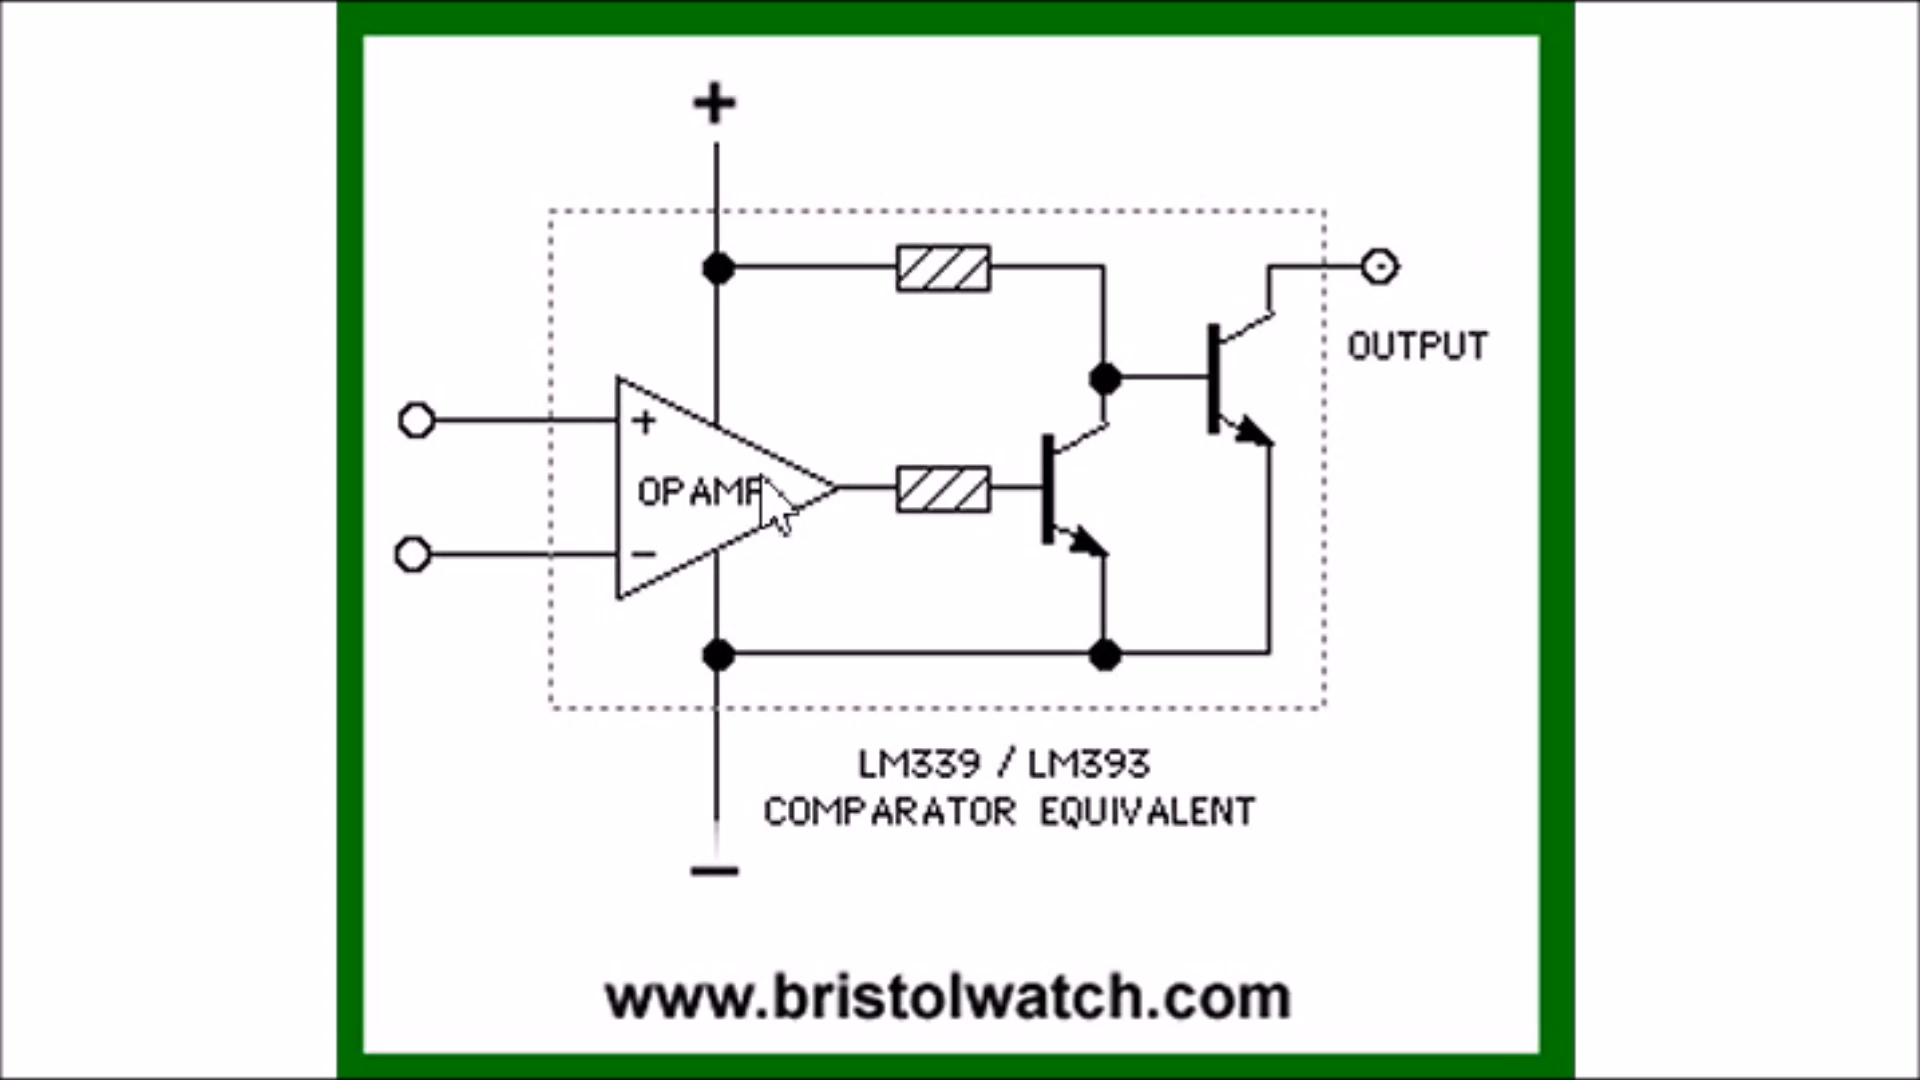 +
+
OPAMP
−
OUTPUT
LM339 / LM393
COMPARATOR EQUIVALENT
−
www.bristolwatch.com